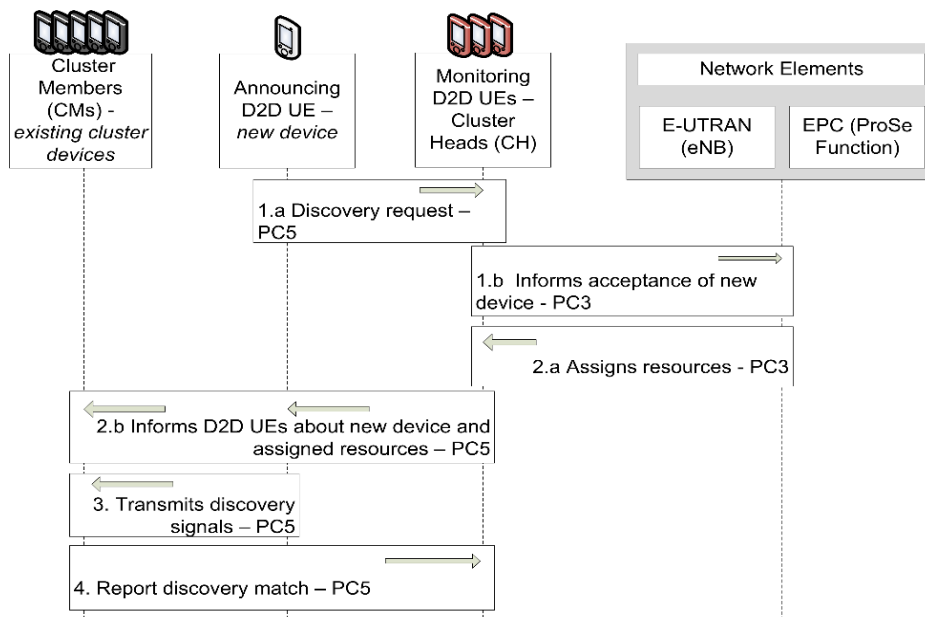 Cluster
Members
(CMs) -
existing cluster
devices
Announcing
D2D UE –
new device
Monitoring
D2D UEs –
Cluster
Heads (CH)
Network Elements
E-UTRAN
(eNB)
EPC (ProSe
Function)
1.a Discovery request –
PC5
1.b Informs acceptance of new
device - PC3
2.a Assigns resources - PC3
2.b Informs D2D UEs about new device and
assigned resources – PC5
3. Transmits discovery
signals – PC5
4. Report discovery match – PC5